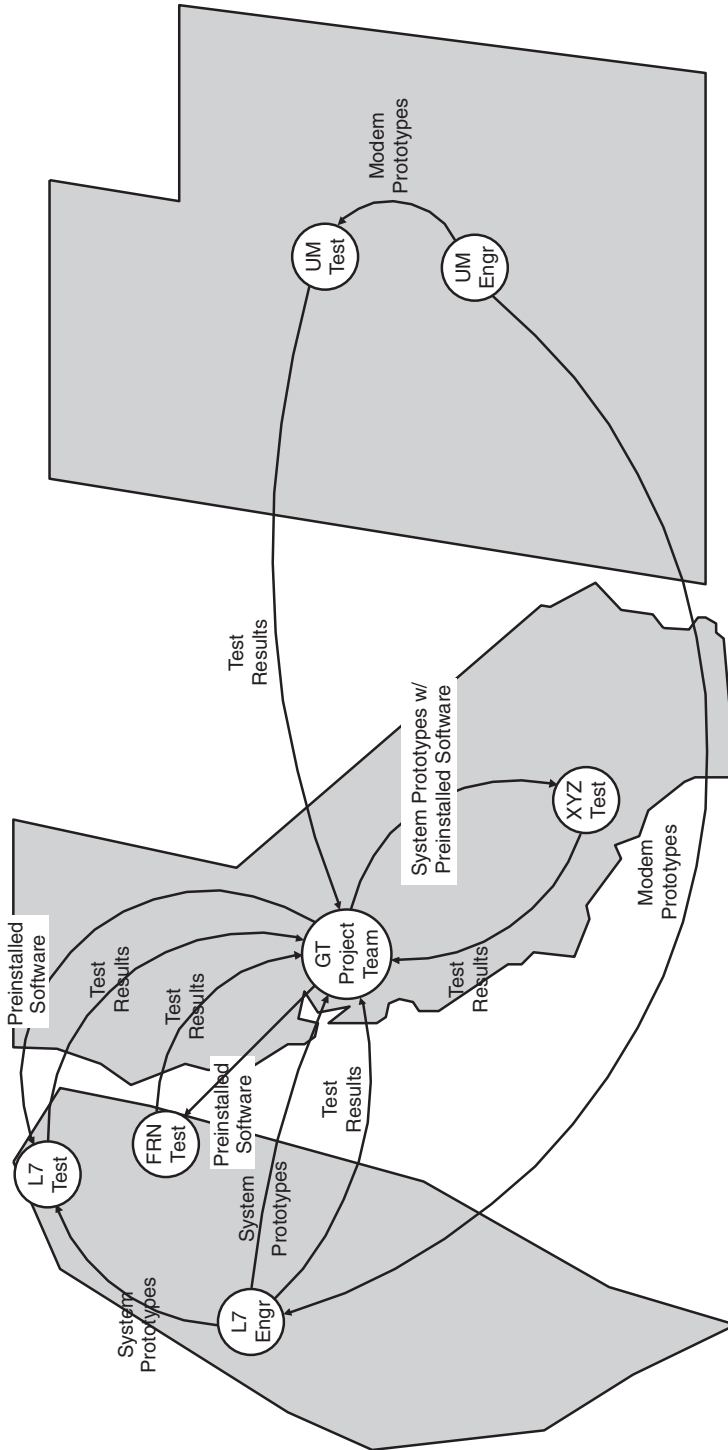 L7
Test
FRN
Test
L7
Engr
System
Prototypes
Preinstalled
Software
Test
Results
Test
Results
Preinstalled
Software
System
Prototypes
Test
Results
GT
Project
Team
Test
Results
System Prototypes w/
Preinstalled Software
Test
Results
XYZ
Test
Modem
Prototypes
UM
Test
UM
Engr
Modem
Prototypes